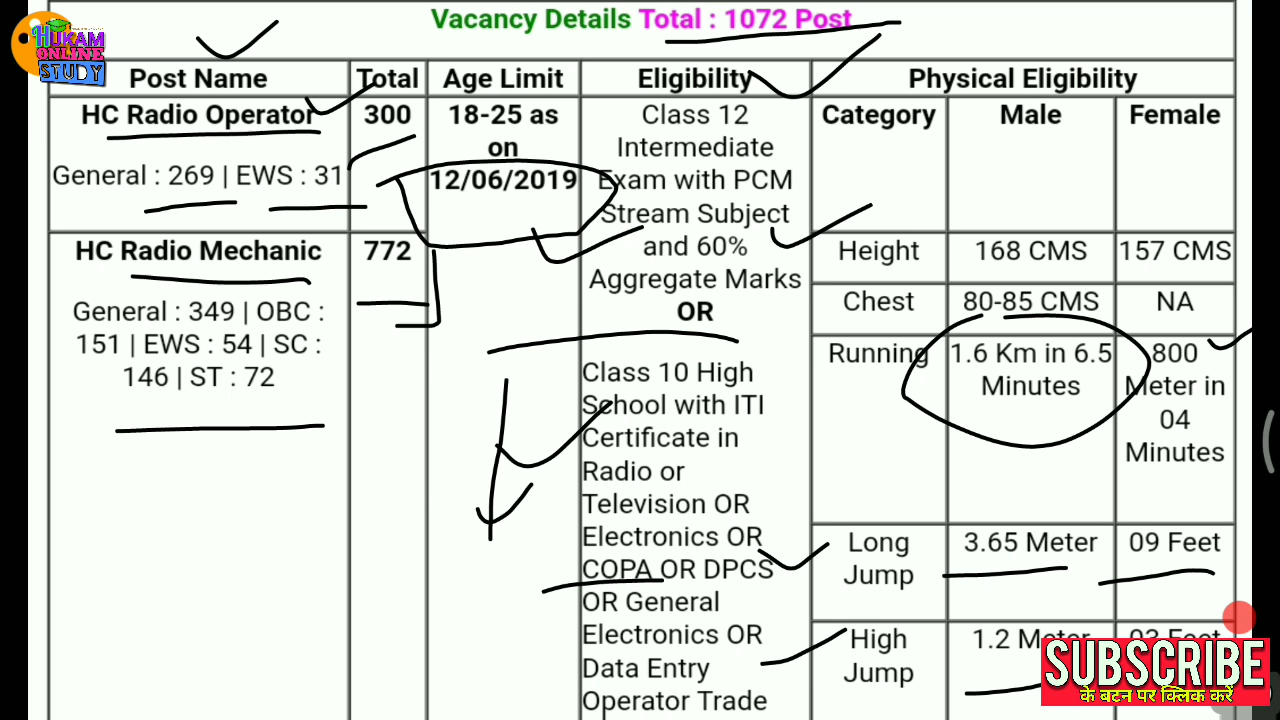 HUKAM
ONLINE
STUDY
Vacancy Details Total : 1072 Post
Post Name
Total
Age Limit
Eligibility
Physical Eligibility
HC Radio Operator
General : 269 | EWS : 31
300
18-25 as
on
12/06/2019
HC Radio Mechanic
General : 349 | OBC :
151 | EWS : 54 | SC :
146 | ST : 72
772
Class 12
Intermediate
Exam with PCM
Stream Subject
and 60%
Aggregate Marks
OR
Class 10 High
School with ITI
Certificate in
Radio or
Television OR
Electronics OR
COPA OR DPCS
OR General
Electronics OR
Data Entry
Operator Trade
Category Male Female
Height 168 CMS 157 CMS
Chest 80-85 CMS NA
Running
1.6 Km in 6.5
Minutes
800
Meter in
04
Minutes
Long
Jump
3.65 Meter
09 Feet
High
Jump
1.2 Meter
03 Feet
SUBSCRIBE
के बटन पर क्लिक करें